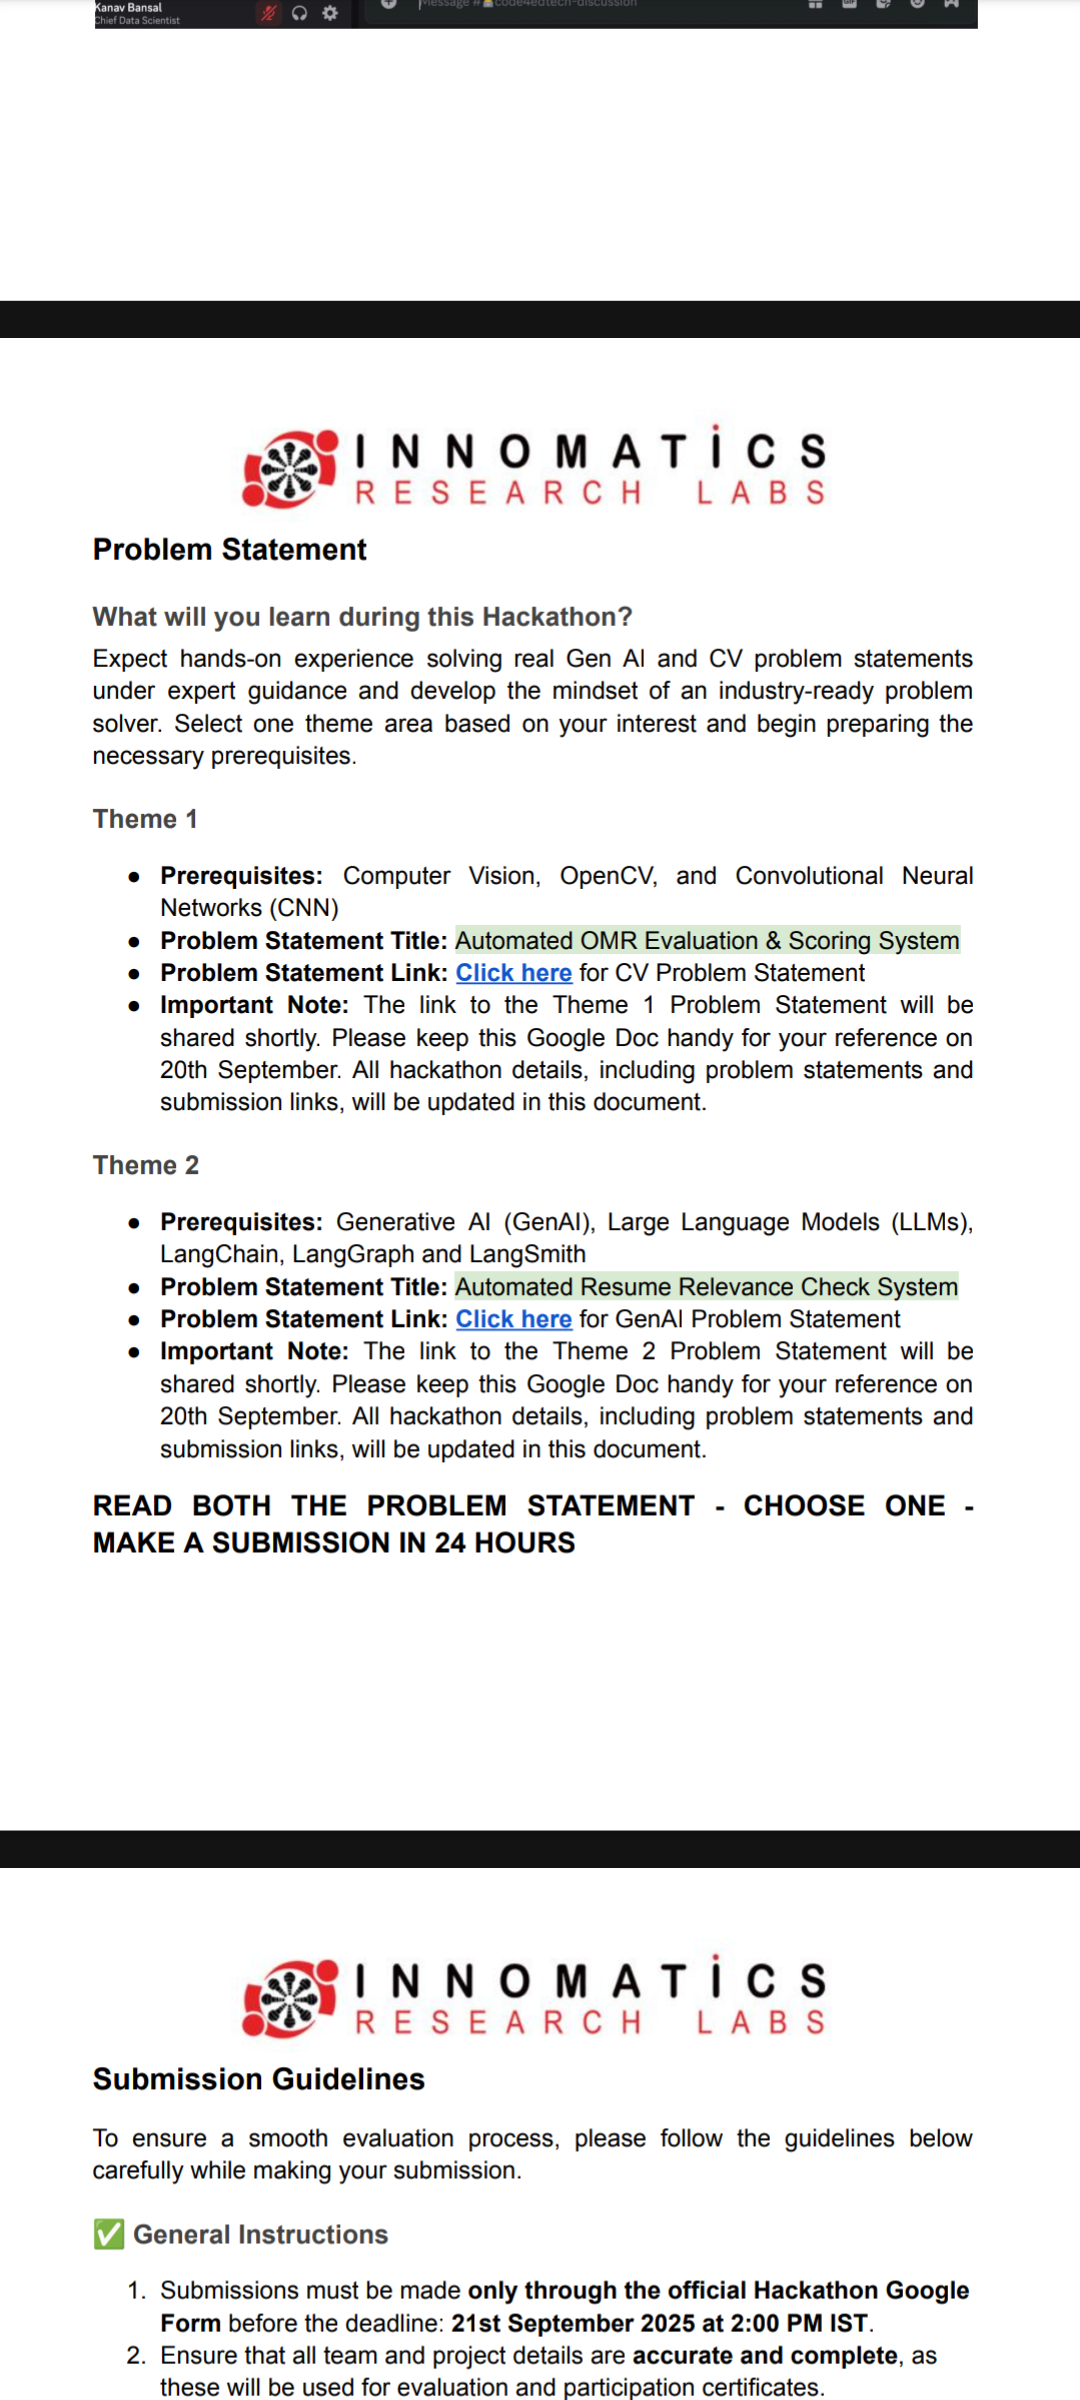 Kanav Bansal
Chief Data Scientist
Message # code4edtech-discussion
GIF
INNOMATICS
RESEARCH LABS
Problem Statement
What will you learn during this Hackathon?
Expect hands-on experience solving real Gen AI and CV problem statements
under expert guidance and develop the mindset of an industry-ready problem
solver. Select one theme area based on your interest and begin preparing the
necessary prerequisites.
Theme 1
● Prerequisites: Computer Vision, OpenCV, and Convolutional Neural
Networks (CNN)
● Problem Statement Title: Automated OMR Evaluation & Scoring System
● Problem Statement Link: Click here for CV Problem Statement
● Important Note: The link to the Theme 1 Problem Statement will be
shared shortly. Please keep this Google Doc handy for your reference on
20th September. All hackathon details, including problem statements and
submission links, will be updated in this document.
Theme 2
● Prerequisites: Generative AI (GenAI), Large Language Models (LLMs),
LangChain, LangGraph and LangSmith
● Problem Statement Title: Automated Resume Relevance Check System
● Problem Statement Link: Click here for GenAI Problem Statement
● Important Note: The link to the Theme 2 Problem Statement will be
shared shortly. Please keep this Google Doc handy for your reference on
20th September. All hackathon details, including problem statements and
submission links, will be updated in this document.
READ BOTH THE PROBLEM STATEMENT - CHOOSE ONE -
MAKE A SUBMISSION IN 24 HOURS
INNOMATICS
RESEARCH LABS
Submission Guidelines
To ensure a smooth evaluation process, please follow the guidelines below
carefully while making your submission.
✅ General Instructions
1. Submissions must be made only through the official Hackathon Google
Form before the deadline: 21st September 2025 at 2:00 PM IST.
2. Ensure that all team and project details are accurate and complete, as
these will be used for evaluation and participation certificates.